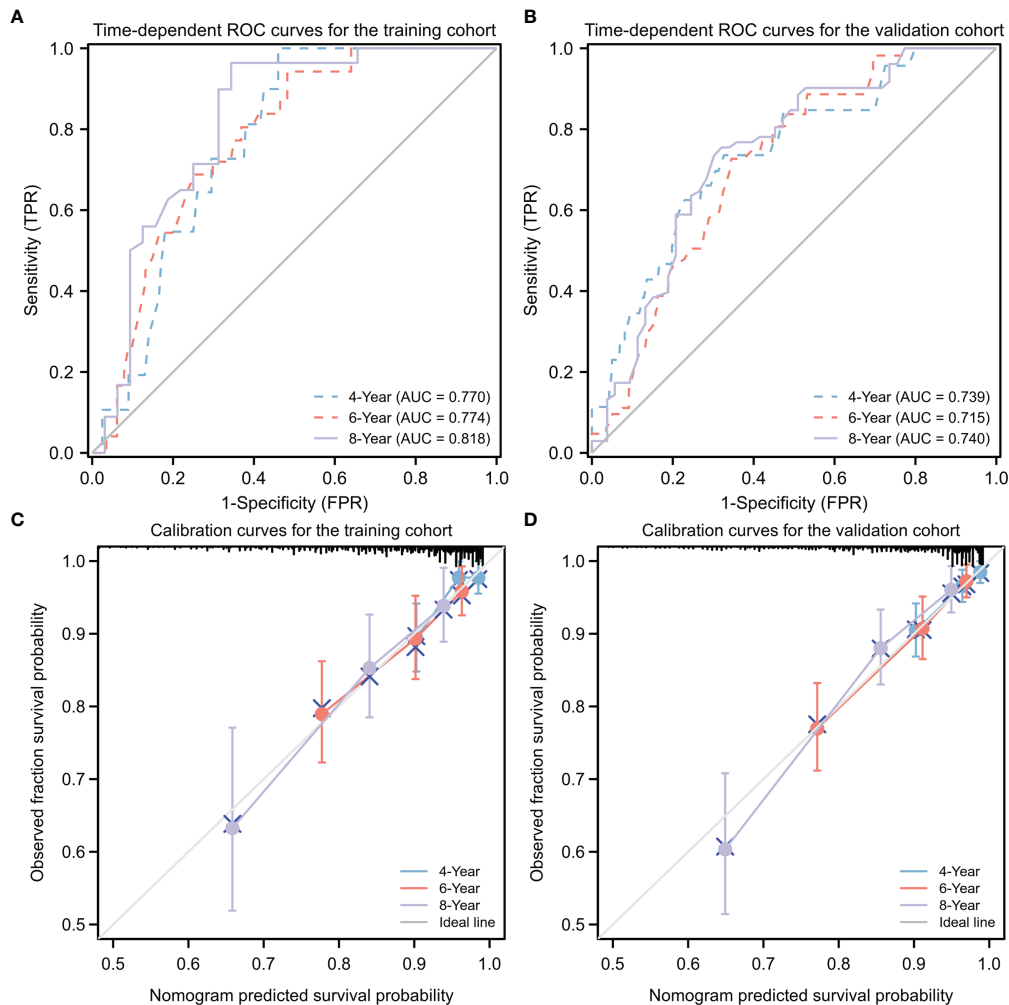 A
Time-dependent ROC curves for the training cohort
1.0
0.8
0.6
0.4
0.2
0.0
Sensitivity (TPR)
4-Year (AUC = 0.770)
6-Year (AUC = 0.774)
8-Year (AUC = 0.818)
0.0 0.2 0.4 0.6 0.8 1.0
1-Specificity (FPR)
B
Time-dependent ROC curves for the validation cohort
1.0
0.8
0.6
0.4
0.2
0.0
Sensitivity (TPR)
4-Year (AUC = 0.739)
6-Year (AUC = 0.715)
8-Year (AUC = 0.740)
0.0 0.2 0.4 0.6 0.8 1.0
1-Specificity (FPR)
C
Calibration curves for the training cohort
1.0
0.9
0.8
0.7
0.6
0.5
Observed fraction survival probability
4-Year
6-Year
8-Year
Ideal line
0.5 0.6 0.7 0.8 0.9 1.0
Nomogram predicted survival probability
D
Calibration curves for the validation cohort
1.0
0.9
0.8
0.7
0.6
0.5
Observed fraction survival probability
4-Year
6-Year
8-Year
Ideal line
0.5 0.6 0.7 0.8 0.9 1.0
Nomogram predicted survival probability